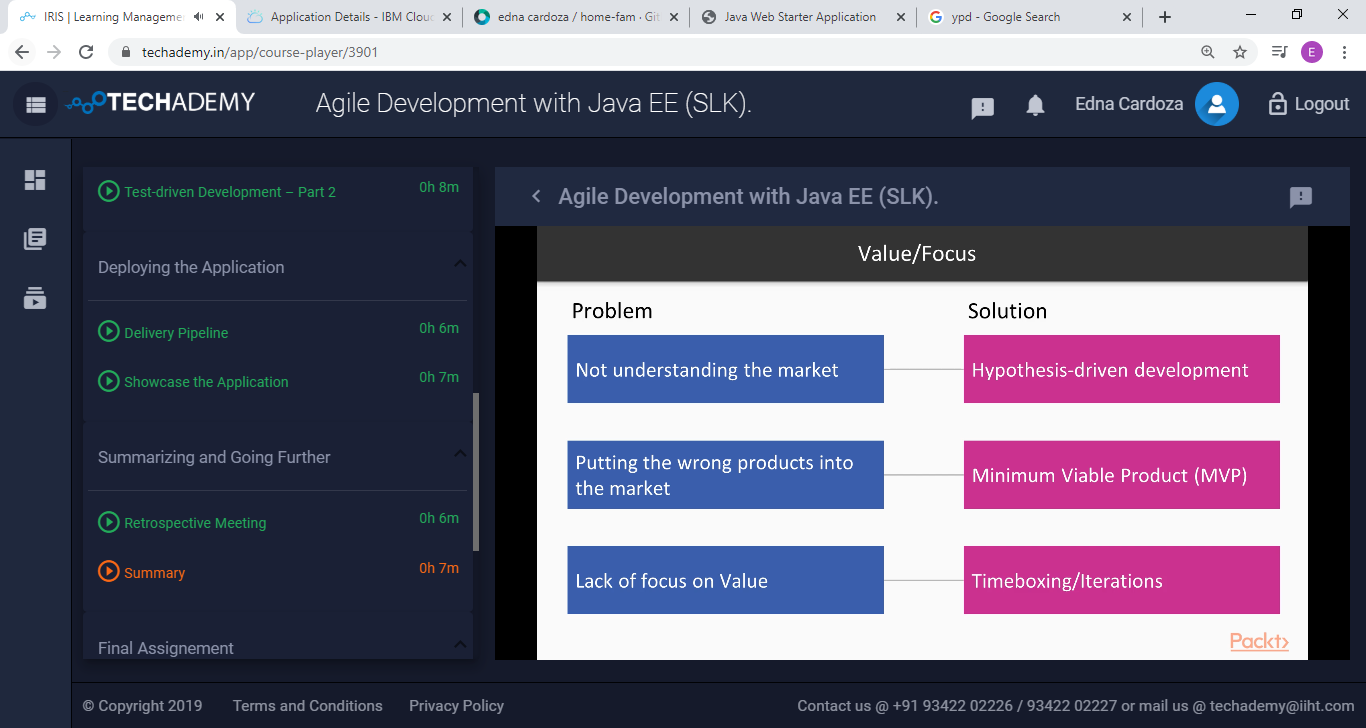 IRIS | Learning Manageme
Application Details - IBM Clou
edna cardoza / home-fam · Git
Java Web Starter Application
ypd - Google Search
techademy.in/app/course-player/3901
E
TECHADEMY
Agile Development with Java EE (SLK).
Edna Cardoza
Logout
Test-driven Development – Part 2
0h 8m
Deploying the Application
Delivery Pipeline
0h 6m
Showcase the Application
0h 7m
Summarizing and Going Further
Retrospective Meeting
0h 6m
Summary
0h 7m
Final Assignement
Agile Development with Java EE (SLK).
Value/Focus
Problem
Solution
Not understanding the market
Hypothesis-driven development
Putting the wrong products into
the market
Minimum Viable Product (MVP)
Lack of focus on Value
Timeboxing/Iterations
Packt>
© Copyright 2019
Terms and Conditions
Privacy Policy
Contact us @ +91 93422 02226 / 93422 02227 or mail us @ techademy@iiht.com